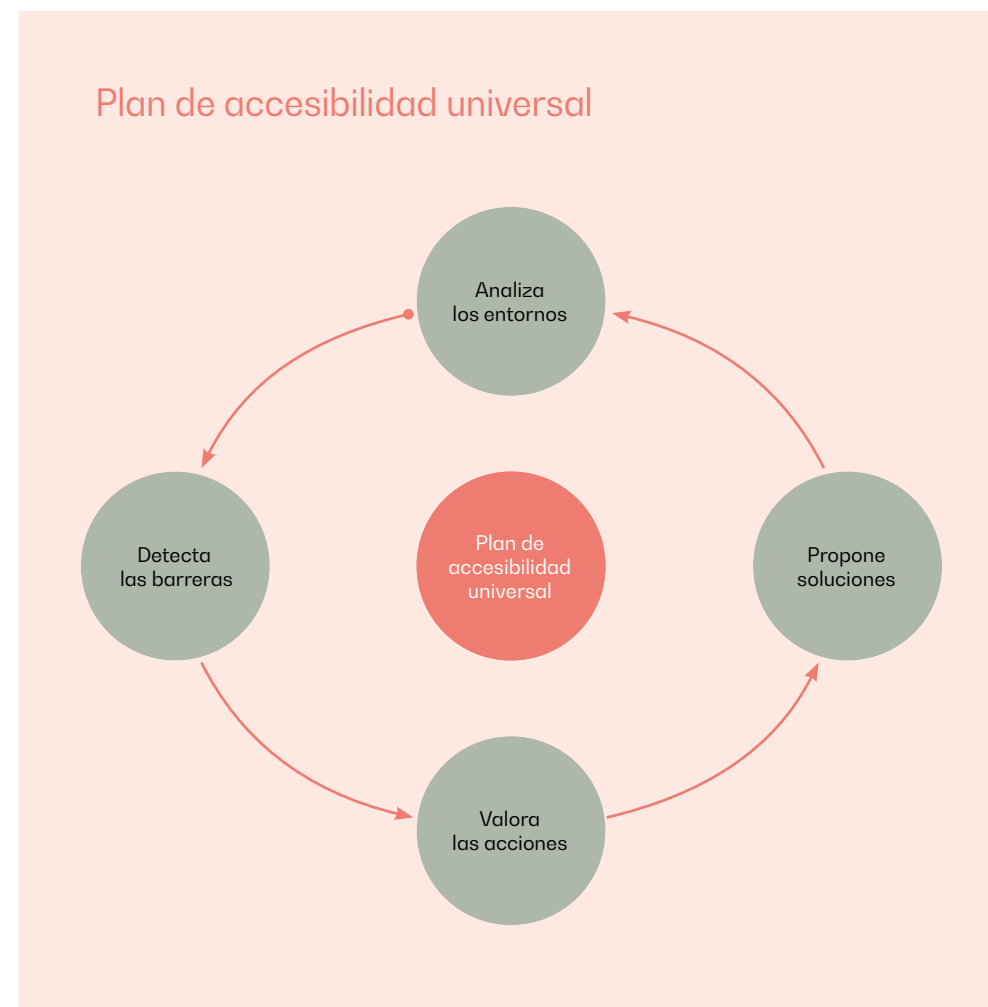 Plan de accesibilidad universal
Analiza
los entornos
Detecta
las barreras
Plan de
accesibilidad
universal
Propone
soluciones
Valora
las acciones